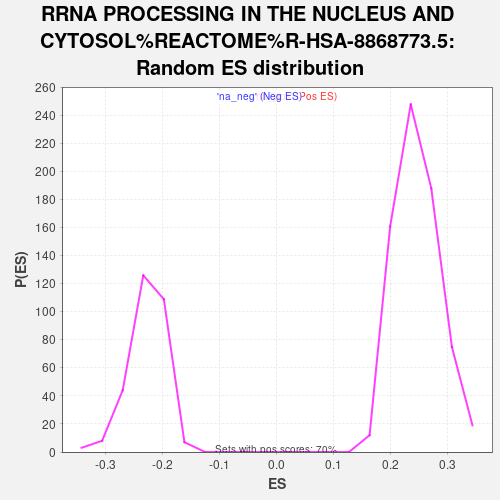 RRNA PROCESSING IN THE NUCLEUS AND
CYTOSOL%REACTOME%R-HSA-8868773.5:
Random ES distribution
'na_neg' (Neg ES)
Pos ES)
260
240
220
200
180
160
140
120
100
80
60
40
20
0
P(ES)
Sets with pos scores: 70%
-0.3 -0.2 -0.1 0.0 0.1 0.2 0.3
ES